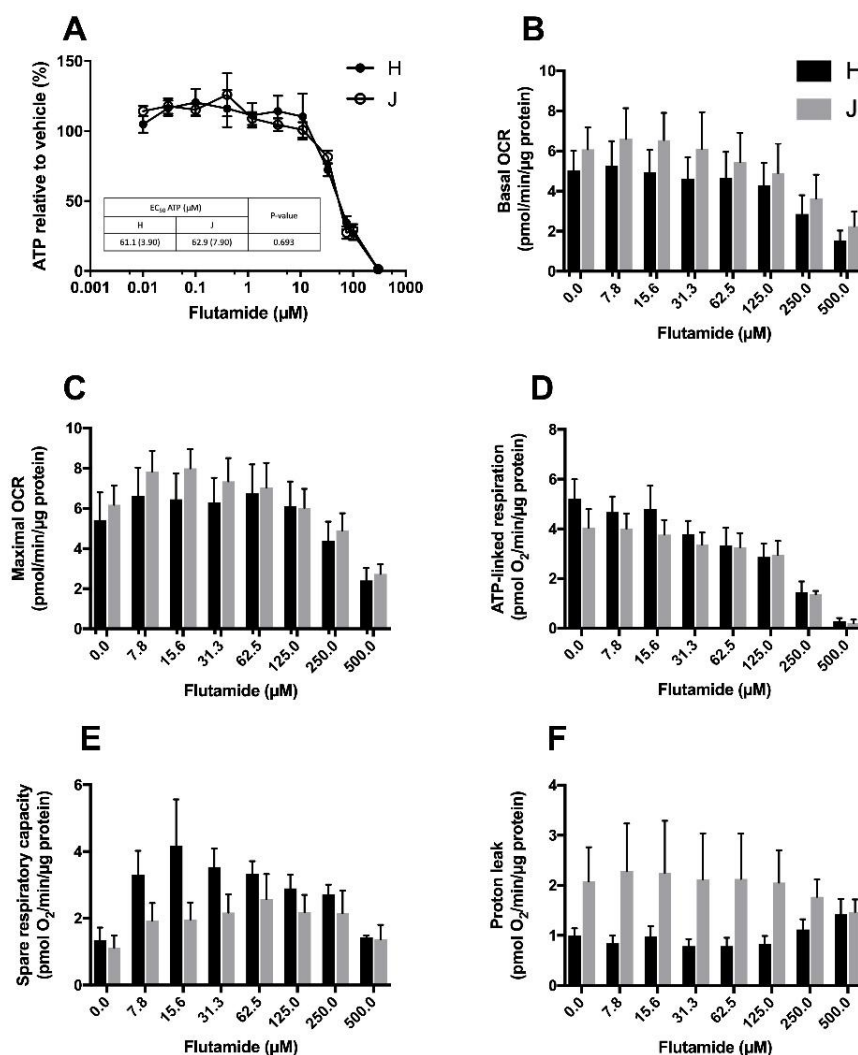 A
ATP relative to vehicle (%)
150
100
50
0
0.001 0.01 0.1 1 10 100 1000
Flutamide (µM)
H
J
EC50 ATP (µM)
P-value
H J
61.1 (3.90) 62.9 (7.90) 0.693
B
Basal OCR
(pmol/min/µg protein)
10
8
6
4
2
0
0.0 7.8 15.6 31.3 62.5 125.0 250.0 500.0
Flutamide (µM)
H
J
C
Maximal OCR
(pmol/min/µg protein)
10
8
6
4
2
0
0.0 7.8 15.6 31.3 62.5 125.0 250.0 500.0
Flutamide (µM)
D
ATP-linked respiration
(pmol O2/min/µg protein)
8
6
4
2
0
0.0 7.8 15.6 31.3 62.5 125.0 250.0 500.0
Flutamide (µM)
E
Spare respiratory capacity
(pmol O2/min/µg protein)
6
4
2
0
0.0 7.8 15.6 31.3 62.5 125.0 250.0 500.0
Flutamide (µM)
F
Proton leak
(pmol O2/min/µg protein)
4
3
2
1
0
0.0 7.8 15.6 31.3 62.5 125.0 250.0 500.0
Flutamide (µM)